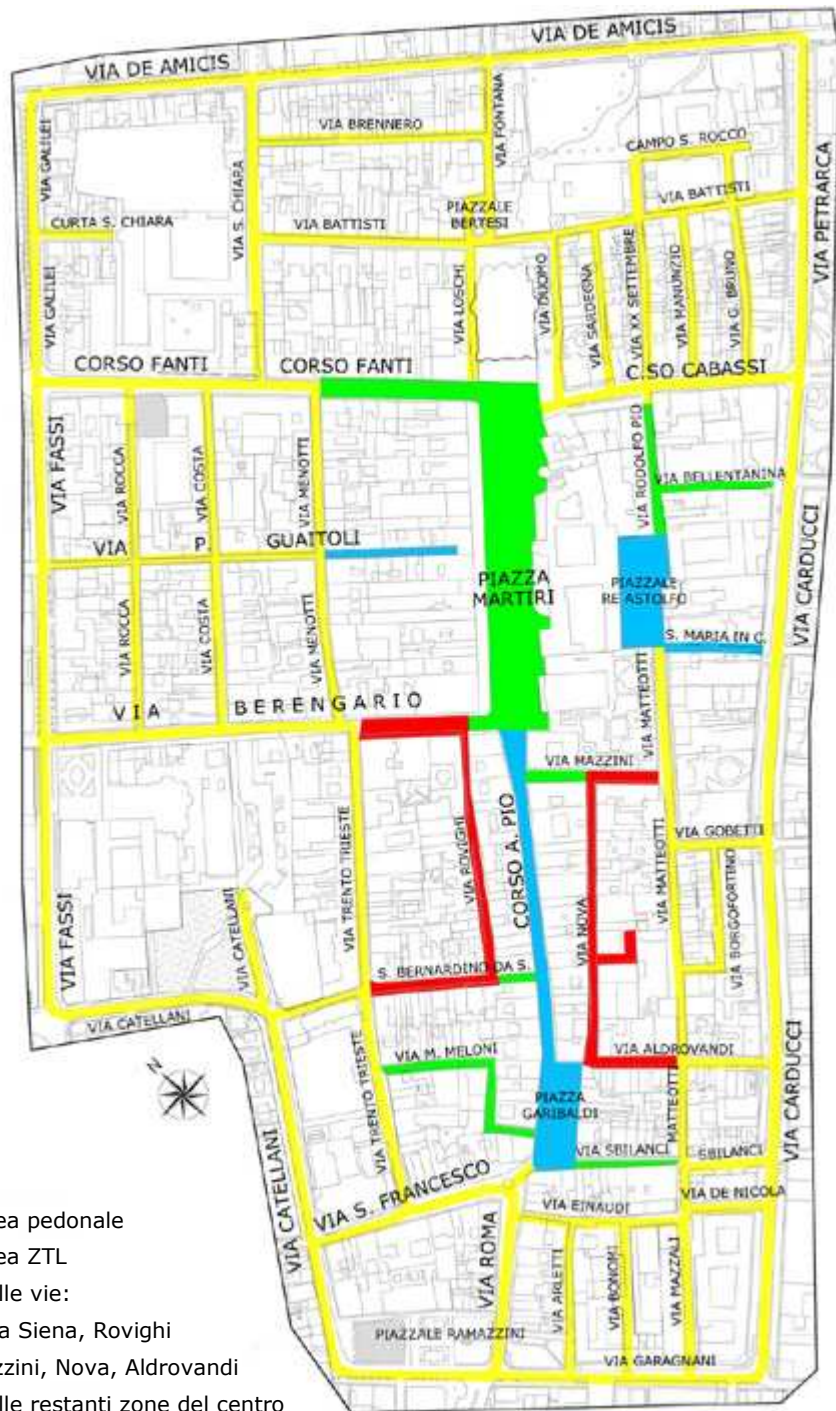 VIA DE AMICIS
VIA DE AMICIS
VIA BRENNERO
VIA FONTANA
CAMPO S. ROCCO
VIA GALILEI
VIA S. CHIARA
CURTA S. CHIARA
VIA BATTISTI
PIAZZALE
BERTESI
VIA BATTISTI
VIA PETRARCA
VIA GALILEI
VIA LOSCHI
VIA DUOMO
VIA SARDEGNA
VIA XX SETTEMBRE
VIA MANUNZIO
VIA G. BRUNO
CORSO FANTI
CORSO FANTI
C.SO CABASSI
VIA FASSI
VIA ROCCA
VIA COSTA
VIA MENOTTI
VIA RODOLFO PIO
VIA BELLENTANINA
VIA P. GUAITOLI
PIAZZA
MARTIRI
PIAZZALE
RE ASTOLFO
VIA CARDUCCI
S. MARIA IN C.
VIA ROCCA
VIA COSTA
VIA MENOTTI
VIA MATTEOTTI
VIA BERENGARIO
VIA MAZZINI
VIA GOBETTI
VIA TRENTO TRIESTE
VIA ROVIGHI
CORSO A. PIO
VIA NOVA
VIA MATTEOTTI
VIA BORGOFORTINO
VIA FASSI
VIA CATELLANI
S. BERNARDINO DA S.
VIA CATELLANI
VIA M. MELONI
VIA ALDROVANDI
VIA CARDUCCI
VIA TRENTO TRIESTE
PIAZZA
GARIBALDI
MATTEOTTI
VIA SBILANCI
SBILANCI
VIA CATELLANI
VIA S. FRANCESCO
VIA EINAUDI
VIA DE NICOLA
VIA ROMA
VIA ARLETTI
VIA BONOMI
VIA MAZZALI
PIAZZALE RAMAZZINI
VIA GARAGNANI
N
ea pedonale
ea ZTL
lle vie:
a Siena, Rovighi
zzini, Nova, Aldrovandi
lle restanti zone del centro